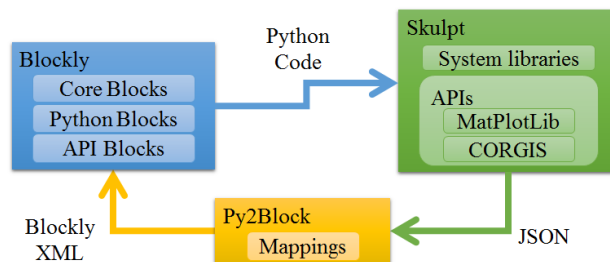 Blockly
Core Blocks
Python Blocks
API Blocks
Python
Code
Skulpt
System libraries
APIs
MatPlotLib
CORGIS
Blockly
XML
Py2Block
Mappings
JSON